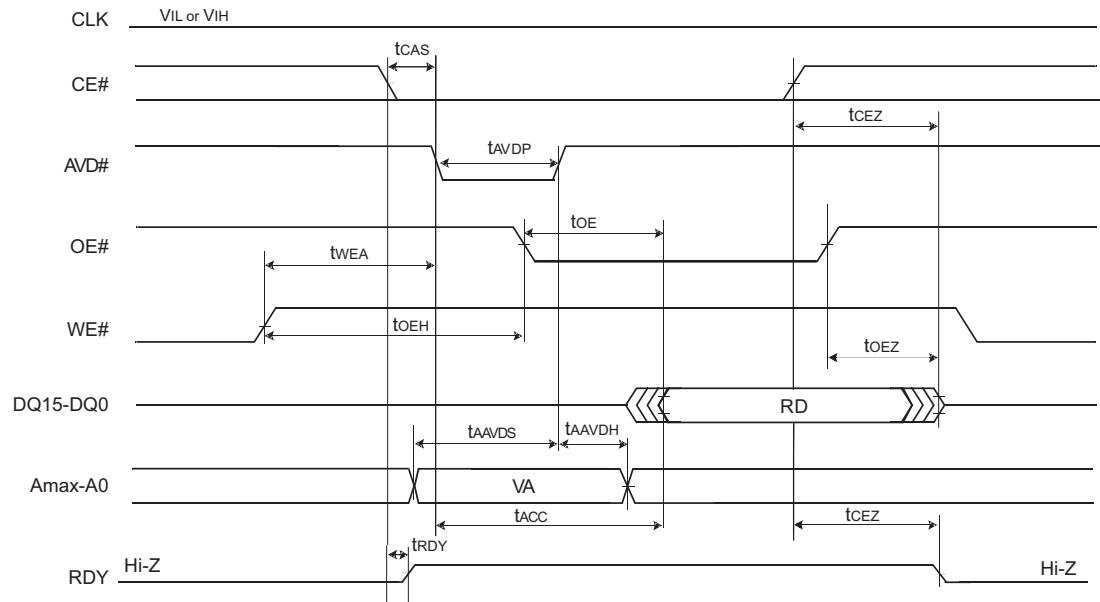 CLK VIL or VIH
tCAS
CE#
tCEZ
AVD# tAVDP
OE# tOE
tWEA
WE# tOEH
tOEZ
DQ15-DQ0 RD
tAAVDS tAAVDH
Amax-A0 VA
tACC tCEZ
tRDY
RDY Hi-Z Hi-Z